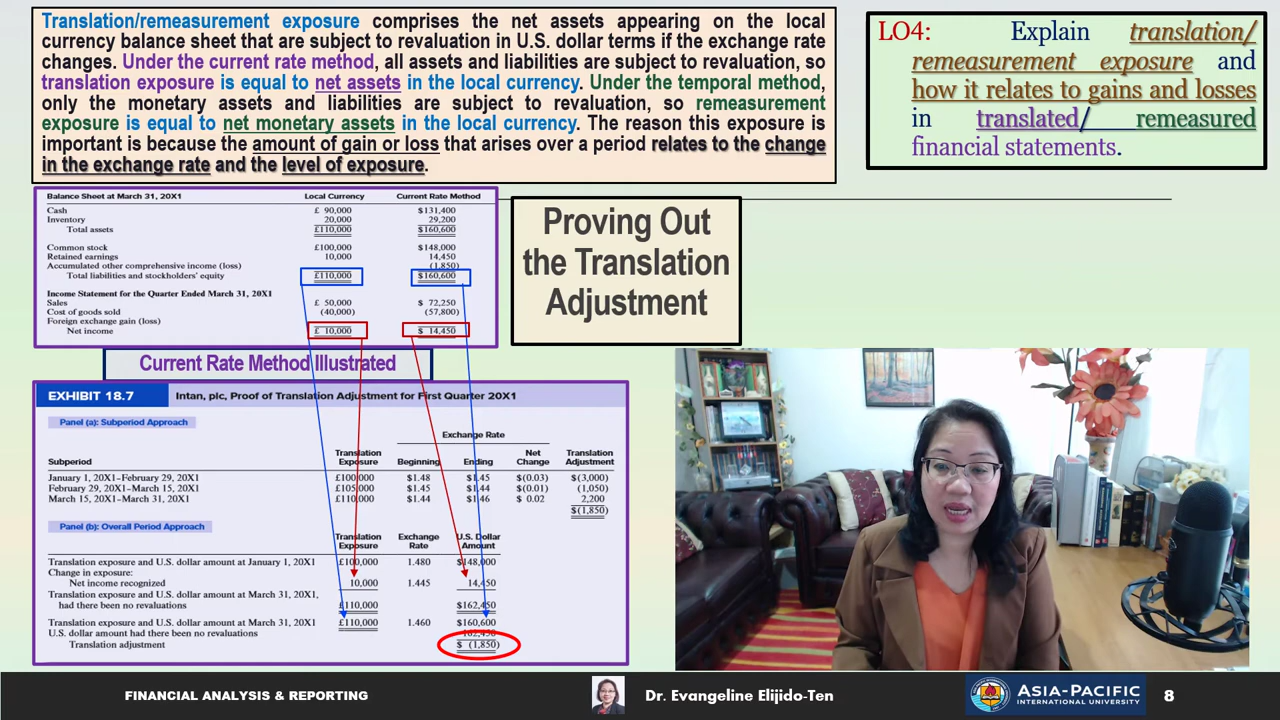 Translation/remeasurement exposure comprises the net assets appearing on the local
currency balance sheet that are subject to revaluation in U.S. dollar terms if the exchange rate
changes. Under the current rate method, all assets and liabilities are subject to revaluation, so
translation exposure is equal to net assets in the local currency. Under the temporal method,
only the monetary assets and liabilities are subject to revaluation, so remeasurement
exposure is equal to net monetary assets in the local currency. The reason this exposure is
important is because the amount of gain or loss that arises over a period relates to the change
in the exchange rate and the level of exposure.
LO4: Explain translation/
remeasurement exposure and
how it relates to gains and losses
in translated/ remeasured
financial statements.
Balance Sheet at March 31, 20X1 Local Currency Current Rate Method
Cash £ 90,000 $131,400
Inventory 20,000 29,200
Total assets £110,000 $160,600
Common stock £100,000 $148,000
Retained earnings 10,000 14,450
Accumulated other comprehensive income (loss) (1,850)
Total liabilities and stockholders' equity £110,000 $160,600
Income Statement for the Quarter Ended March 31, 20X1
Sales £ 50,000 $ 72,250
Cost of goods sold (40,000) (57,800)
Foreign exchange gain (loss)
Net income £ 10,000 $ 14,450
Proving Out
the Translation
Adjustment
Current Rate Method Illustrated
EXHIBIT 18.7 Intan, plc, Proof of Translation Adjustment for First Quarter 20X1
Panel (a): Subperiod Approach
Exchange Rate
Translation Net Translation
Subperiod Exposure Beginning Ending Change Adjustment
January 1, 20X1–February 29, 20X1 £100,000 $1.48 $1.45 $(0.03) $(3,000)
February 29, 20X1–March 15, 20X1 £105,000 $1.45 $1.44 $(0.01) (1,050)
March 15, 20X1–March 31, 20X1 £110,000 $1.44 $1.46 $ 0.02 2,200
$(1,850)
Panel (b): Overall Period Approach
Translation Exchange U.S. Dollar
Exposure Rate Amount
Translation exposure and U.S. dollar amount at January 1, 20X1 £100,000 1.480 $148,000
Change in exposure:
Net income recognized 10,000 1.445 14,450
Translation exposure and U.S. dollar amount at March 31, 20X1,
had there been no revaluations £110,000 $162,450
Translation exposure and U.S. dollar amount at March 31, 20X1 £110,000 1.460 $160,600
U.S. dollar amount had there been no revaluations 162,450
Translation adjustment $ (1,850)
FINANCIAL ANALYSIS & REPORTING
Dr. Evangeline Elijido-Ten
ASIA-PACIFIC
INTERNATIONAL UNIVERSITY
8